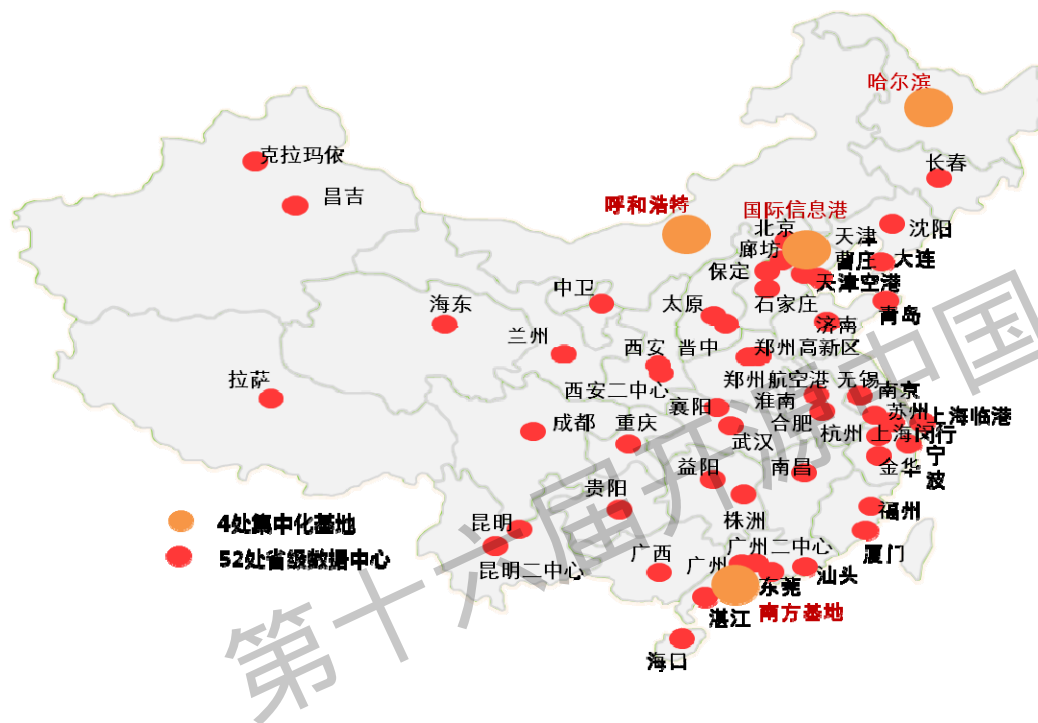 哈尔滨
长春
克拉玛依
昌吉
呼和浩特
国际信息港
北京
天津
沈阳
廊坊
曹庄
大连
保定
天津空港
中卫
石家庄
海东
太原
青岛
济南
兰州
西安
晋中
郑州高新区
拉萨
西安二中心
郑州航空港
无锡
南京
襄阳
淮南
苏州
上海临港
成都
重庆
武汉
合肥
杭州
上海闵行
益阳
南昌
金华
宁波
贵阳
株洲
福州
4处集中化基地
昆明
广州二中心
厦门
52处省级数据中心
昆明二中心
广西
广州
汕头
东莞
湛江
南方基地
海口
第十六届开源中国